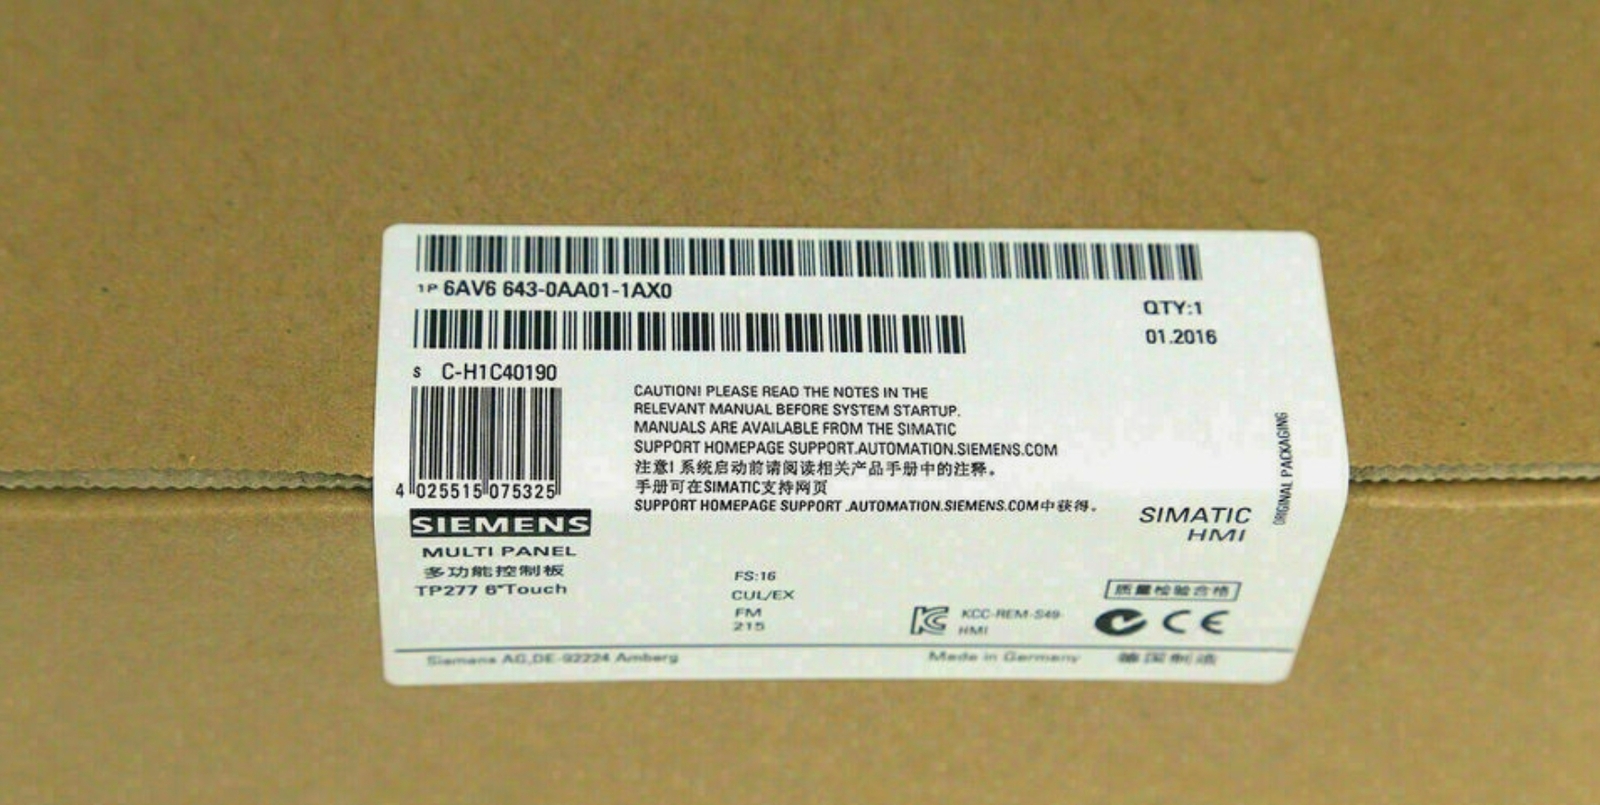 1P 6AV6 643-0AA01-1AX0
QTY:1
01.2016
S C-H1C40190
CAUTION! PLEASE READ THE NOTES IN THE
RELEVANT MANUAL BEFORE SYSTEM STARTUP.
MANUALS ARE AVAILABLE FROM THE SIMATIC
SUPPORT HOMEPAGE SUPPORT.AUTOMATION.SIEMENS.COM
注意! 系统启动前请阅读相关产品手册中的注释。
手册可在SIMATIC支持网页
SUPPORT HOMEPAGE SUPPORT .AUTOMATION.SIEMENS.COM中获得。
ORIGINAL PACKAGING
4 025515 075325
SIEMENS
MULTI PANEL
多功能控制板
TP277 6"Touch
SIMATIC
HMI
FS:16
CUL/EX
FM
215
KCC-REM-S49-
HMI
质量检验合格
CE
Siemens AG,DE-92224 Amberg
Made in Germany
德国制造